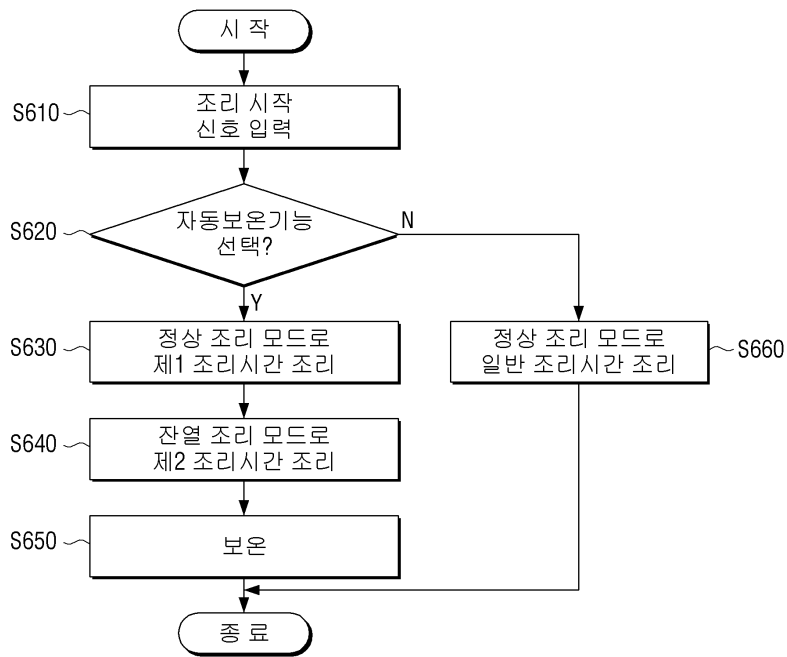 시 작
S610
조리 시작
신호 입력
S620
자동보온기능
선택?
N
Y
S630
정상 조리 모드로
제1 조리시간 조리
정상 조리 모드로
일반 조리시간 조리
S660
S640
잔열 조리 모드로
제2 조리시간 조리
S650
보온
종 료